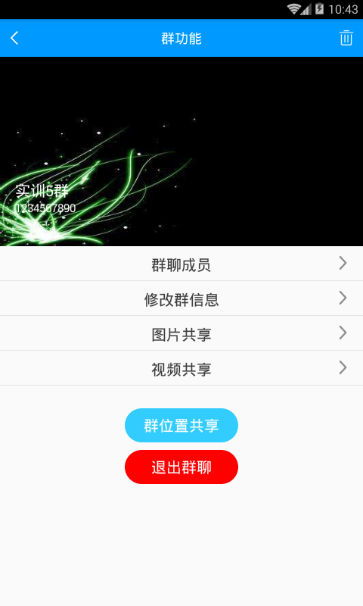 10:43
群功能
实训5群
1234567890
群聊成员
修改群信息
图片共享
视频共享
群位置共享
退出群聊